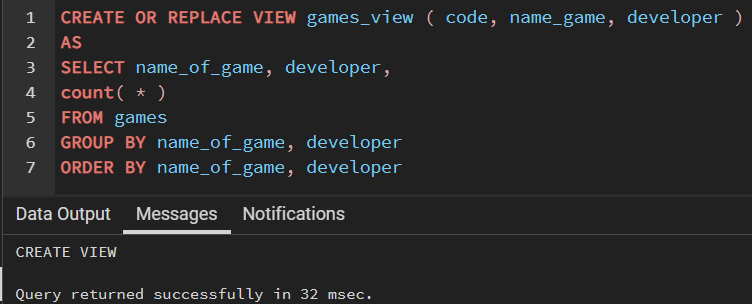 1 CREATE OR REPLACE VIEW games_view ( code, name_game, developer )
2 AS
3 SELECT name_of_game, developer,
4 count( * )
5 FROM games
6 GROUP BY name_of_game, developer
7 ORDER BY name_of_game, developer
Data Output Messages Notifications
CREATE VIEW
Query returned successfully in 32 msec.